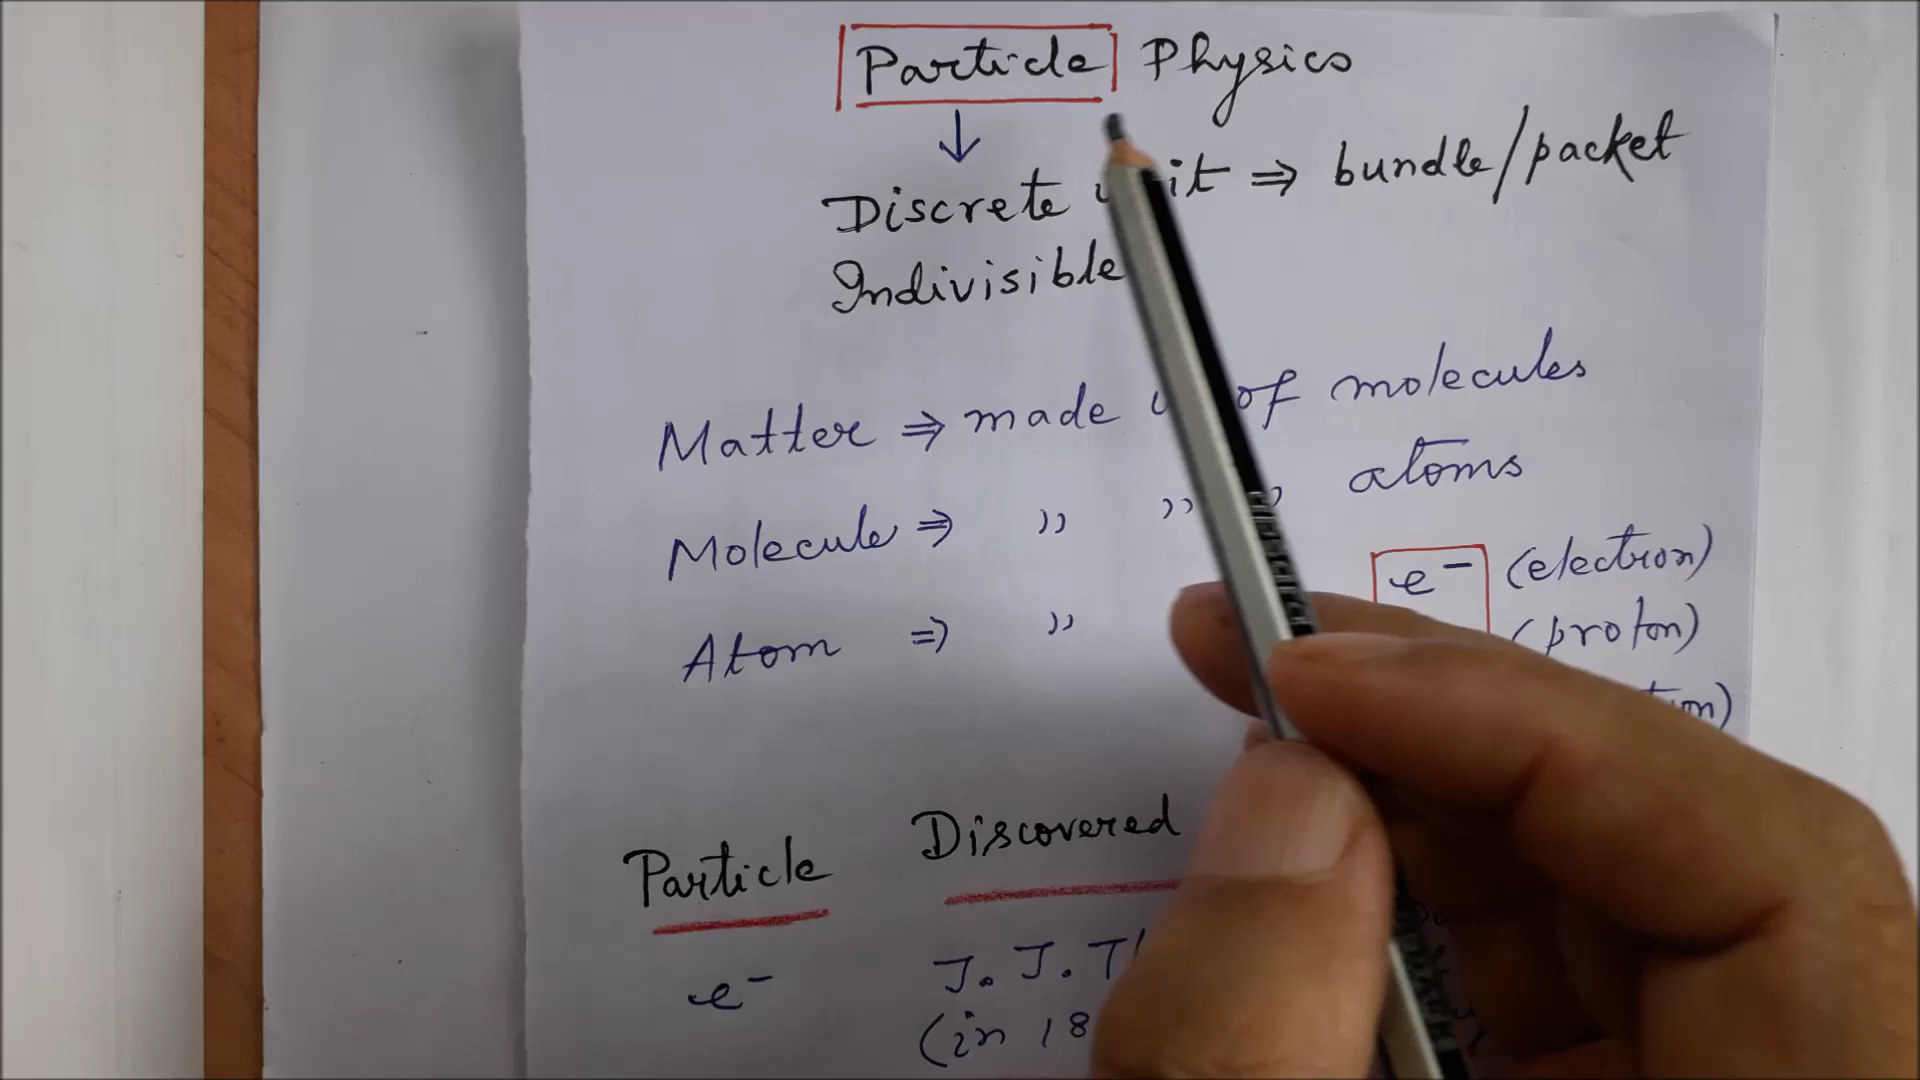 Particle Physics
Discrete ⇒ bundle/packet
Indivisible
Matter ⇒ made of molecules
Molecule ⇒ ,, ,, ,, atoms
Atom ⇒ ,, e⁻ (electron)
(proton)
Particle Discovered
e⁻ J. J.
(in 18